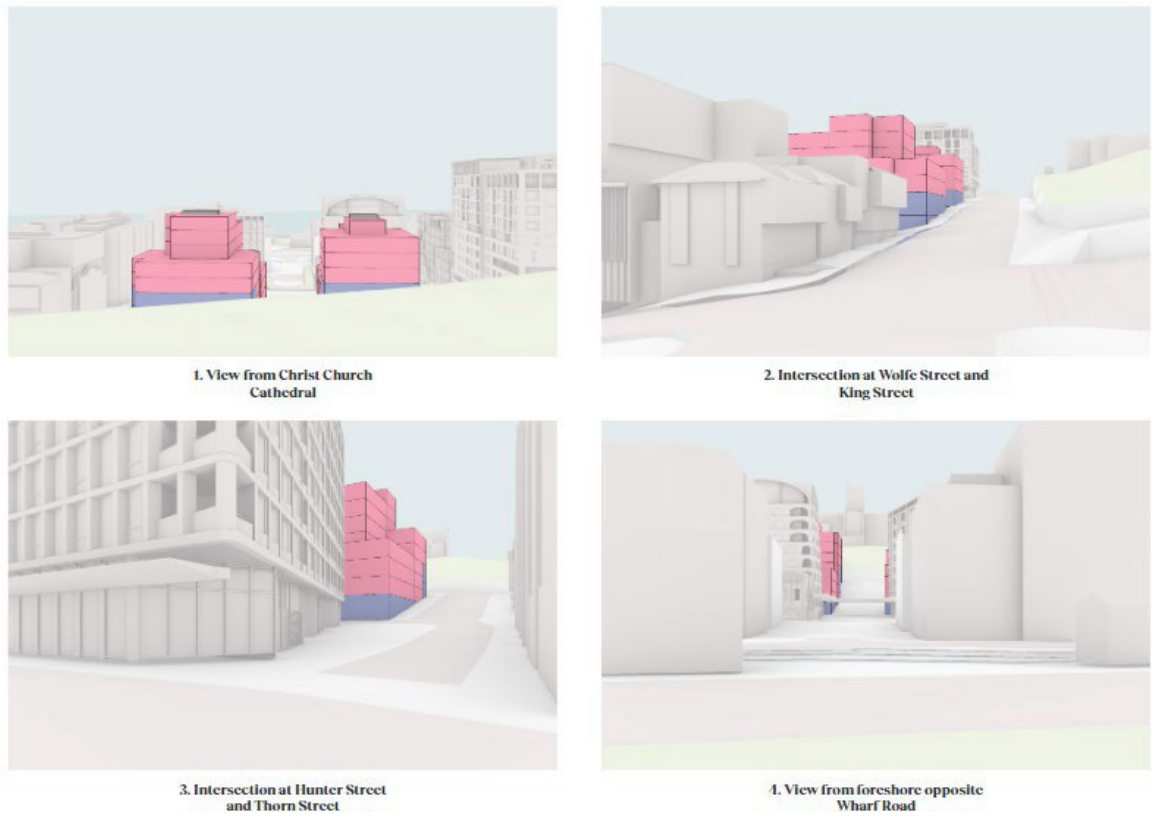 1. View from Christ Church
Cathedral
2. Intersection at Wolfe Street and
King Street
3. Intersection at Hunter Street
and Thorn Street
4. View from foreshore opposite
Wharf Road